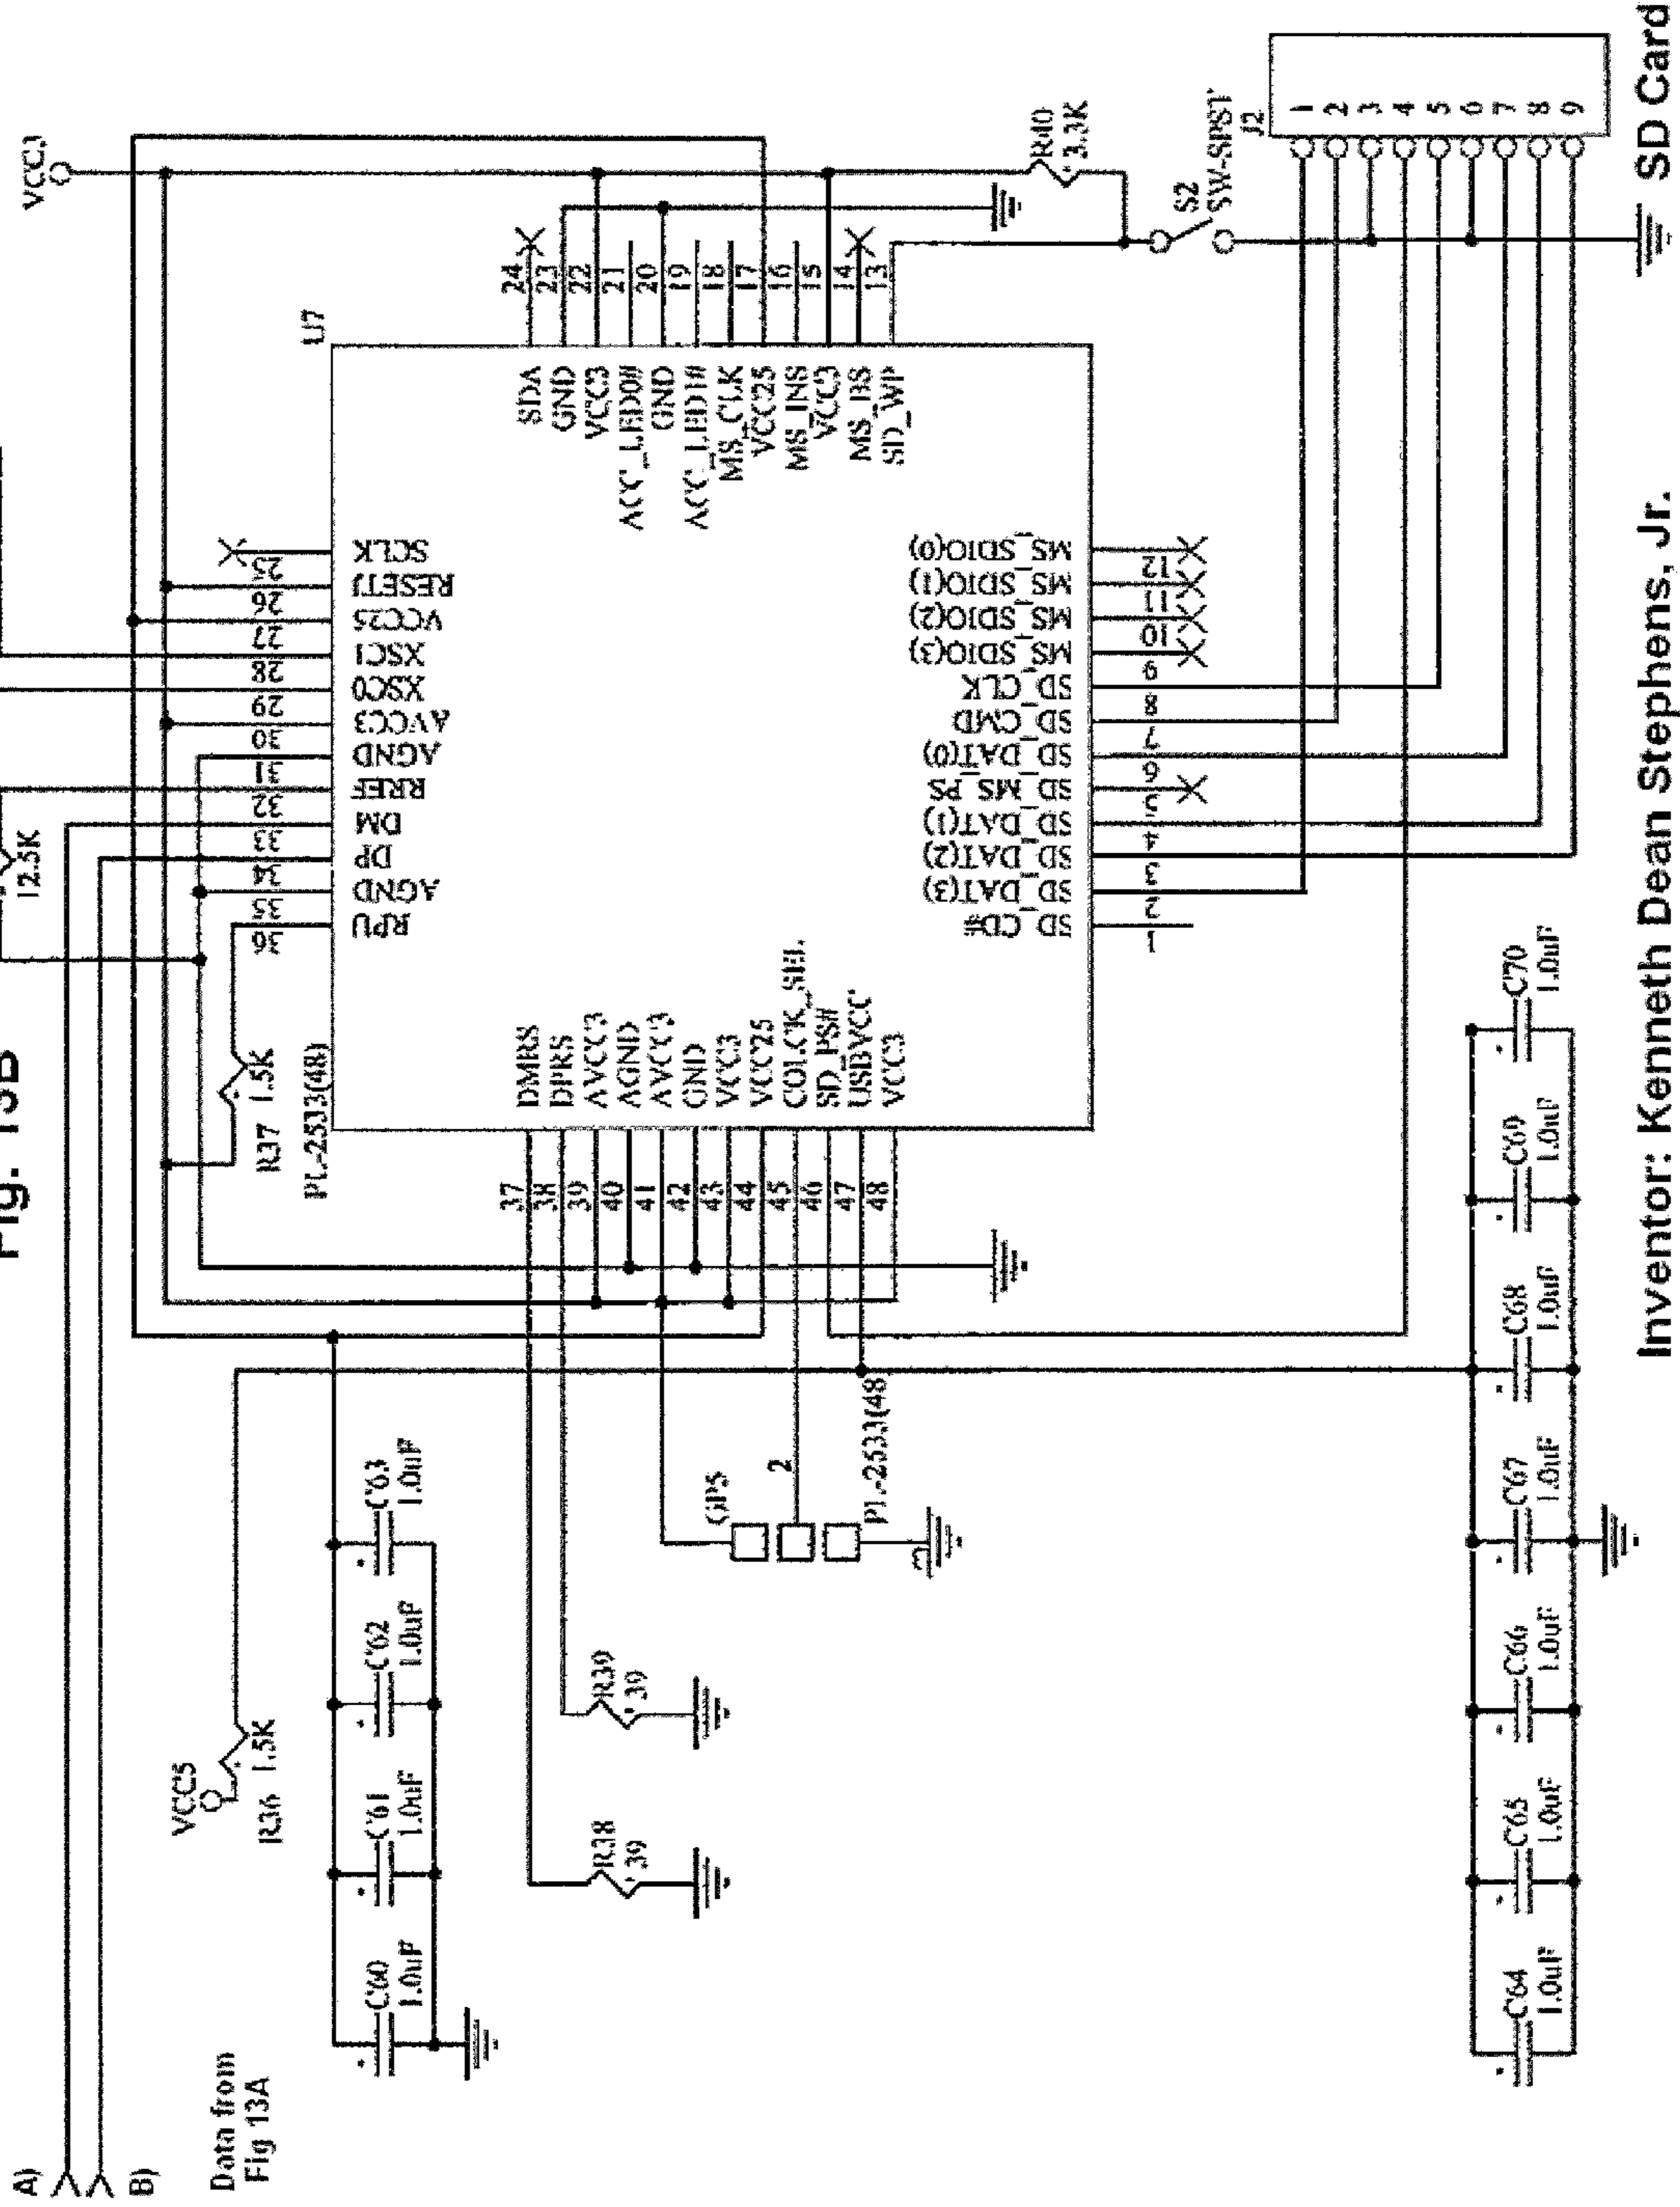 Fig. 13B
A)
B)
Data from
Fig 13A
VCC5
R36 1.5K
C60
1.0uF
C61
1.0uF
C62
1.0uF
C63
1.0uF
R38
39
R39
39
GP5
2
3
PL-2533(48
12.5K
R37 1.5K
PL-2533(48)
U7
VCC3
36
35
34
33
32
31
30
29
28
27
26
25
RPU
AGND
DP
DM
RREF
AGND
AVCC3
XSC0
XSC1
VCC25
RESETJ
SCLK
37
38
39
40
41
42
43
44
45
46
47
48
DMRS
DPRS
AVCC3
AGND
AVCC3
GND
VCC3
VCC25
COLCK_SEL
SD_PS#
USBVCC
VCC3
SDA
GND
VCC3
ACC_LED0#
GND
ACC_LED1#
MS_CLK
VCC25
MS_INS
VCC3
MS_BS
SD_WP
24
23
22
21
20
19
18
17
16
15
14
13
SD_CD#
SD_DAT(3)
SD_DAT(2)
SD_DAT(1)
SD_MS_PS
SD_DAT(0)
SD_CMD
SD_CLK
MS_SDIO(3)
MS_SDIO(2)
MS_SDIO(1)
MS_SDIO(0)
1
2
3
4
5
6
7
8
9
10
11
12
R40
3.3K
S2
SW-SPST
J2
1
2
3
4
5
6
7
8
9
C64
1.0uF
C65
1.0uF
C66
1.0uF
C67
1.0uF
C68
1.0uF
C69
1.0uF
C70
1.0uF
Inventor: Kenneth Dean Stephens, Jr.
SD Card